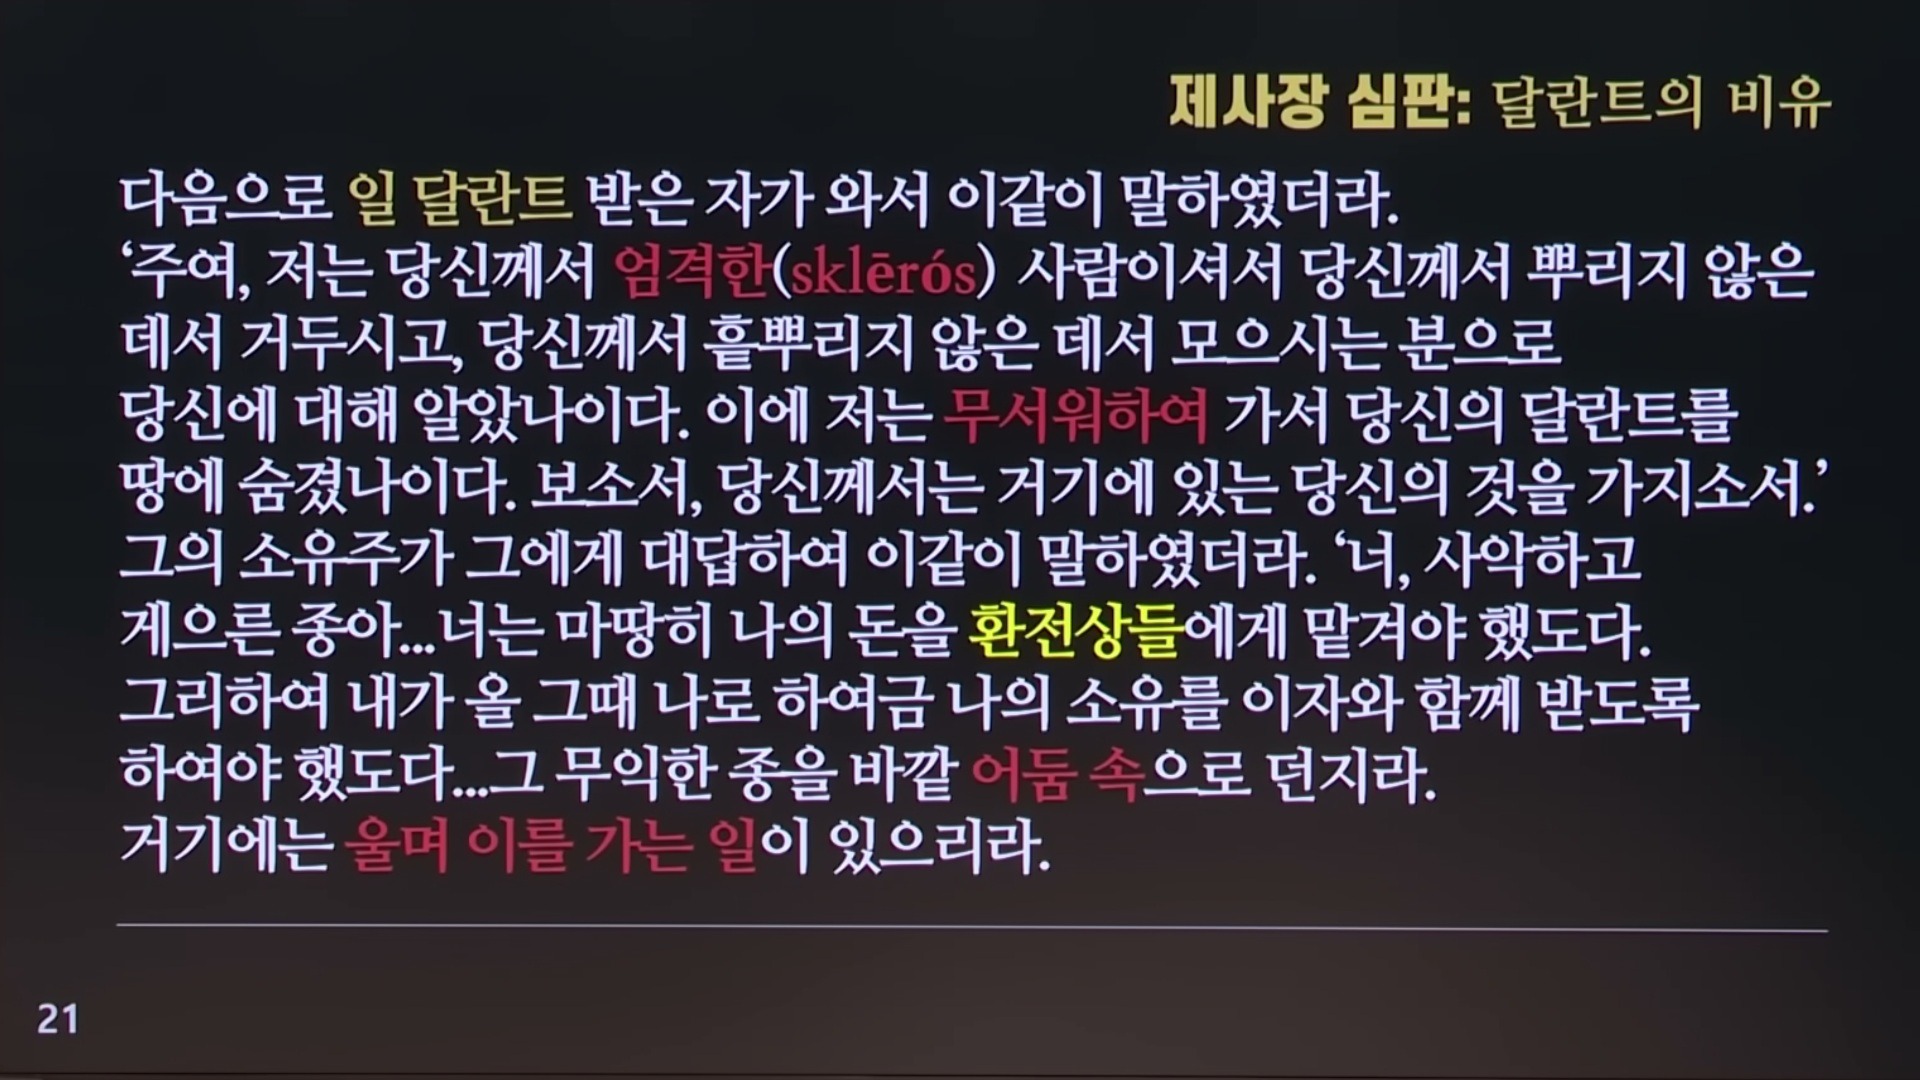 제사장 심판: 달란트의 비유
다음으로 일 달란트 받은 자가 와서 이같이 말하였더라.
‘주여, 저는 당신께서 엄격한(sklērós) 사람이셔서 당신께서 뿌리지 않은
데서 거두시고, 당신께서 흩뿌리지 않은 데서 모으시는 분으로
당신에 대해 알았나이다. 이에 저는 무서워하여 가서 당신의 달란트를
땅에 숨겼나이다. 보소서, 당신께서는 거기에 있는 당신의 것을 가지소서.’
그의 소유주가 그에게 대답하여 이같이 말하였더라. ‘너, 사악하고
게으른 종아...너는 마땅히 나의 돈을 환전상들에게 맡겨야 했도다.
그리하여 내가 올 그때 나로 하여금 나의 소유를 이자와 함께 받도록
하여야 했도다...그 무익한 종을 바깥 어둠 속으로 던지라.
거기에는 울며 이를 가는 일이 있으리라.
21